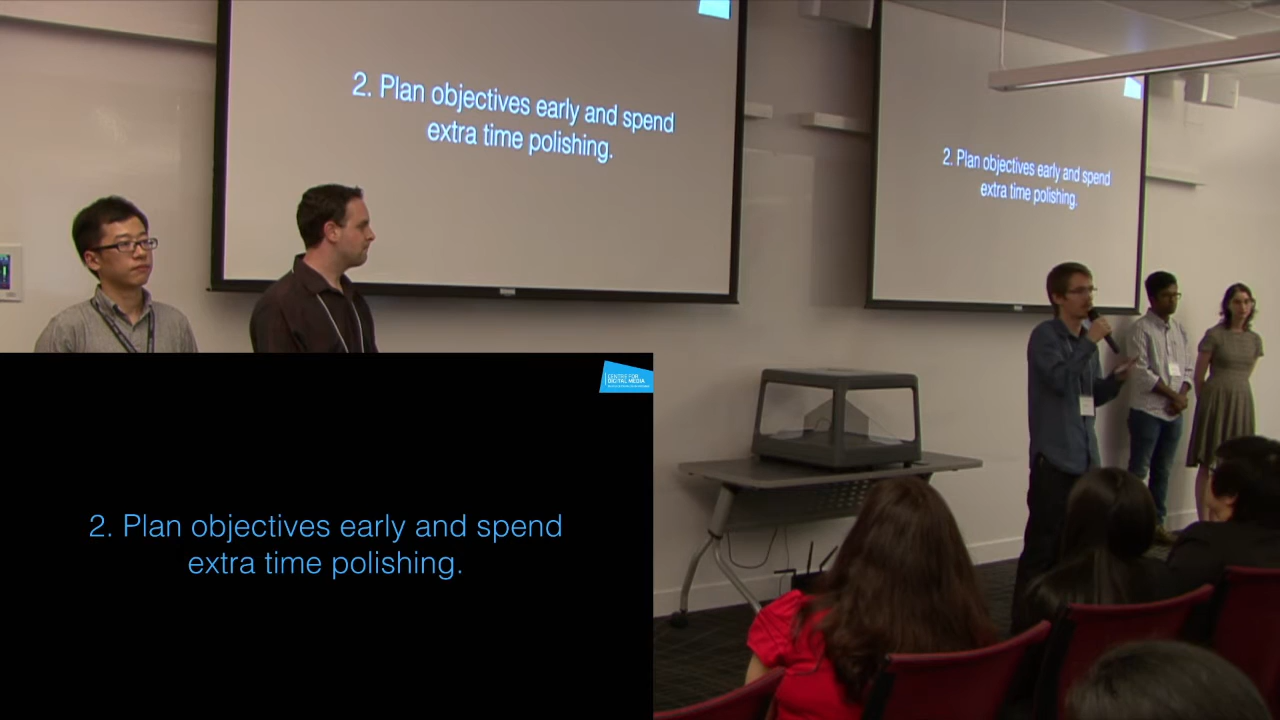 2. Plan objectives early and spend
extra time polishing.
2. Plan objectives early and spend
extra time polishing.
CENTRE FOR
DIGITAL MEDIA
2. Plan objectives early and spend
extra time polishing.